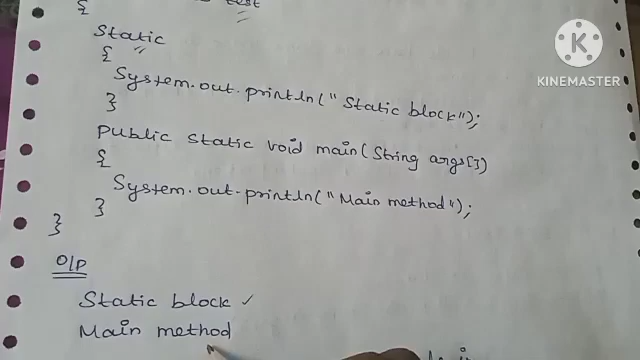 { test
Static
{
System.out.println("Static block");
}
public static void main(String args[])
{
System.out.println("Main method");
}
}
O/P
Static block ✓
Main method
K
KINEMASTER